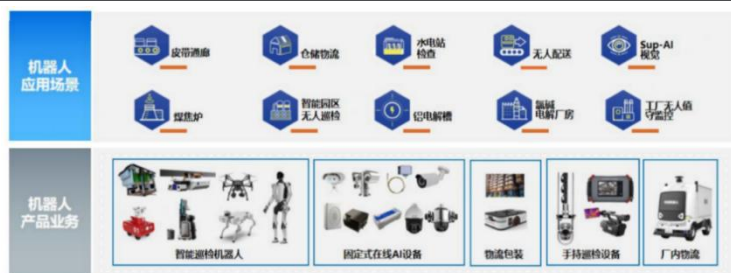 机器人
应用场景
皮带通廊
仓储物流
水电站
检查
无人配送
Sup-AI
视觉
煤焦炉
智能园区
无人巡检
铝电解槽
氯碱
电解厂房
工厂无人值
守监控
机器人
产品业务
智能巡检机器人
固定式在线AI设备
物流包装
手持巡检设备
厂内物流